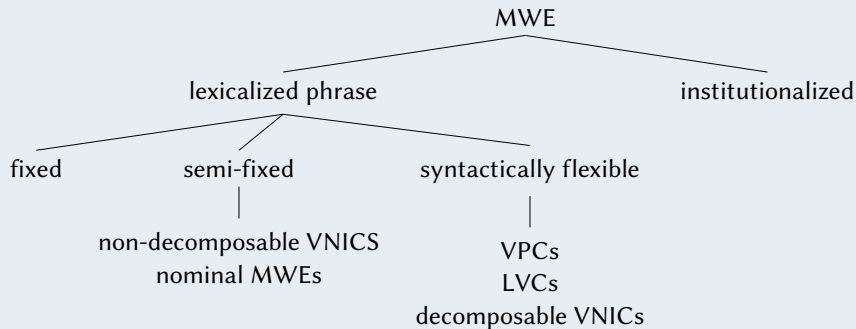 MWE
lexicalized phrase
institutionalized
fixed
semi-fixed
syntactically flexible
non-decomposable VNICS
nominal MWEs
VPCs
LVCs
decomposable VNICs